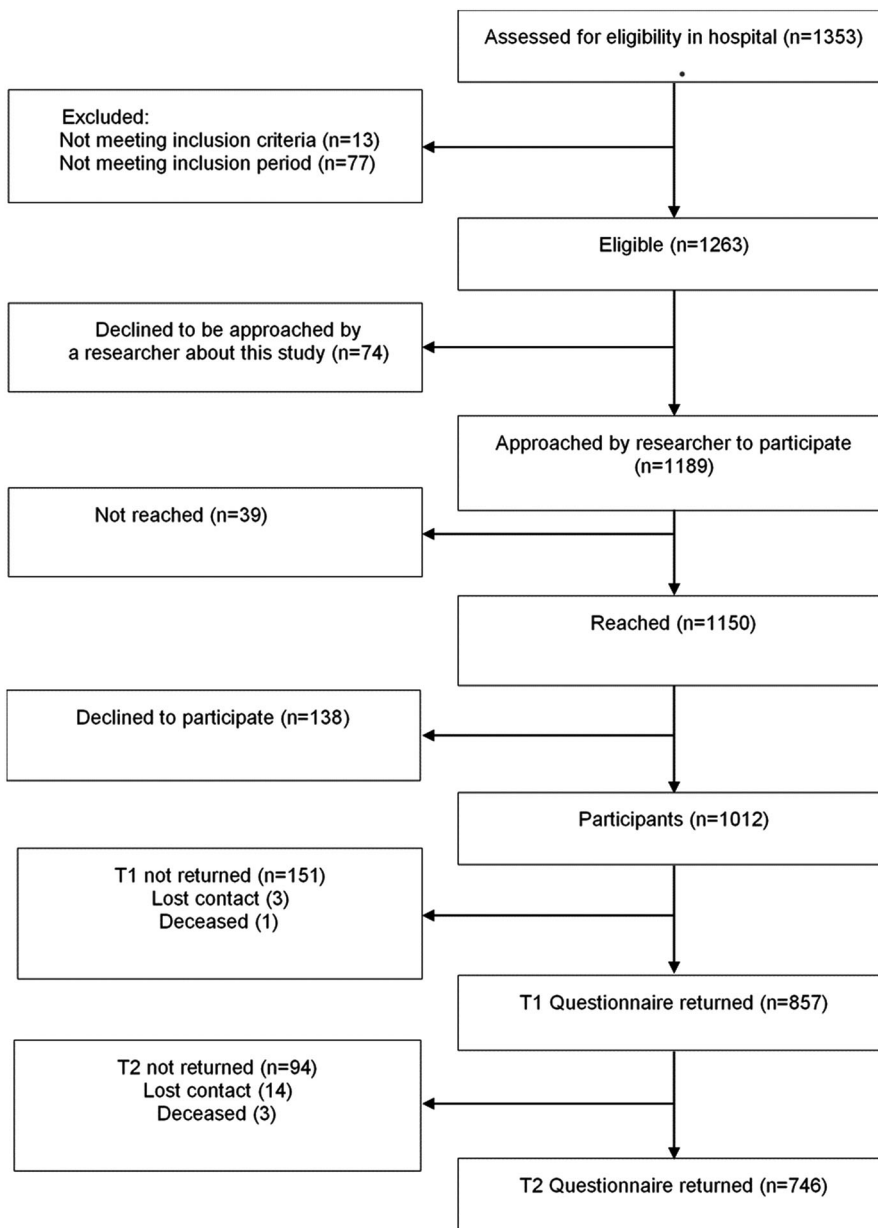 Assessed for eligibility in hospital (n=1353)
Excluded:
Not meeting inclusion criteria (n=13)
Not meeting inclusion period (n=77)
Eligible (n=1263)
Declined to be approached by
a researcher about this study (n=74)
Approached by researcher to participate
(n=1189)
Not reached (n=39)
Reached (n=1150)
Declined to participate (n=138)
Participants (n=1012)
T1 not returned (n=151)
Lost contact (3)
Deceased (1)
T1 Questionnaire returned (n=857)
T2 not returned (n=94)
Lost contact (14)
Deceased (3)
T2 Questionnaire returned (n=746)